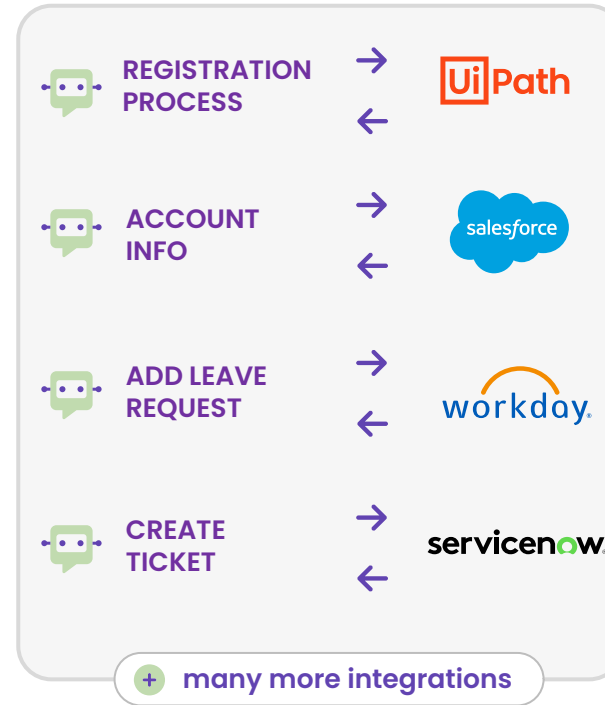 REGISTRATION
PROCESS
UiPath
ACCOUNT
INFO
salesforce
ADD LEAVE
REQUEST
workday.
CREATE
TICKET
servicenow
+ many more integrations